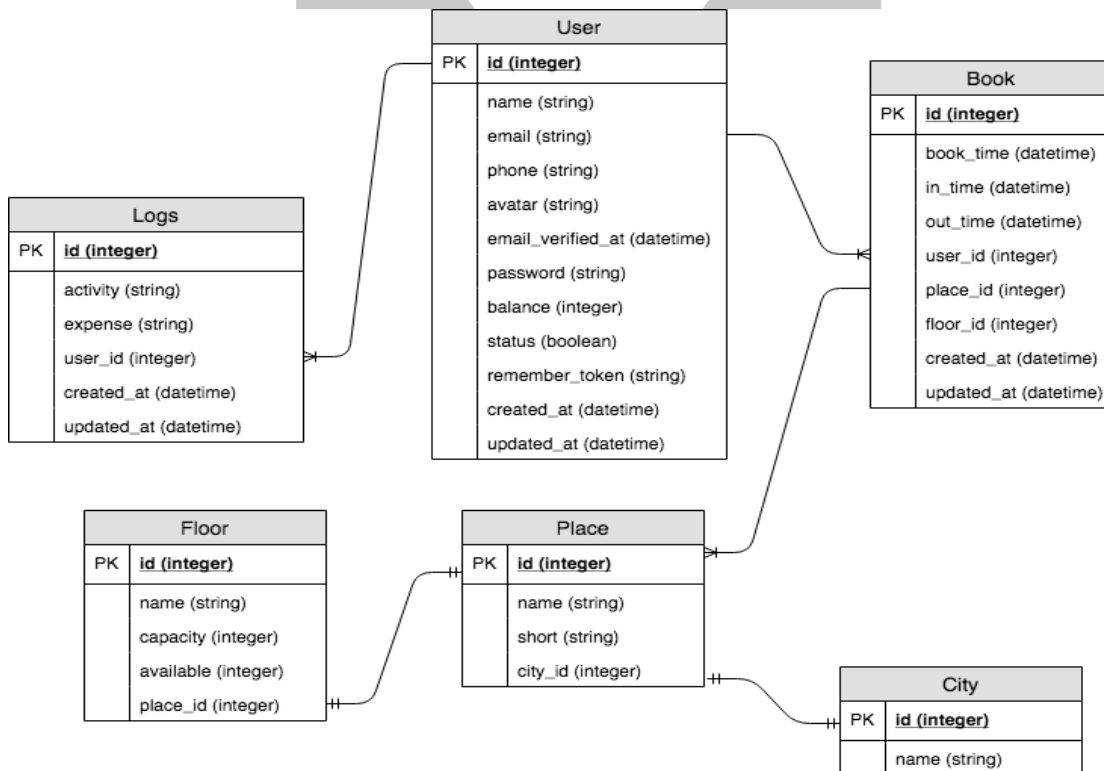 User
PK id (integer)
name (string)
email (string)
phone (string)
avatar (string)
email_verified_at (datetime)
password (string)
balance (integer)
status (boolean)
remember_token (string)
created_at (datetime)
updated_at (datetime)
Book
PK id (integer)
book_time (datetime)
in_time (datetime)
out_time (datetime)
user_id (integer)
place_id (integer)
floor_id (integer)
created_at (datetime)
updated_at (datetime)
Logs
PK id (integer)
activity (string)
expense (string)
user_id (integer)
created_at (datetime)
updated_at (datetime)
Floor
PK id (integer)
name (string)
capacity (integer)
available (integer)
place_id (integer)
Place
PK id (integer)
name (string)
short (string)
city_id (integer)
City
PK id (integer)
name (string)